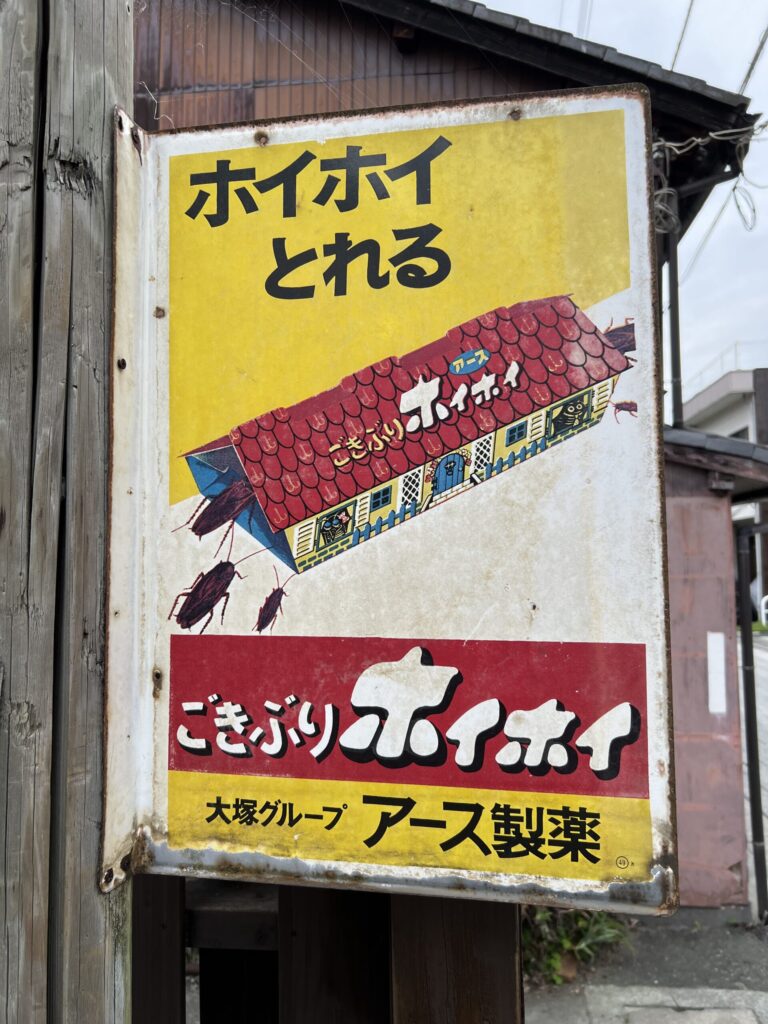 ホイホイ
とれる
アース
ごきぶりホイホイ
ごきぶりホイホイ
大塚グループ アース製薬